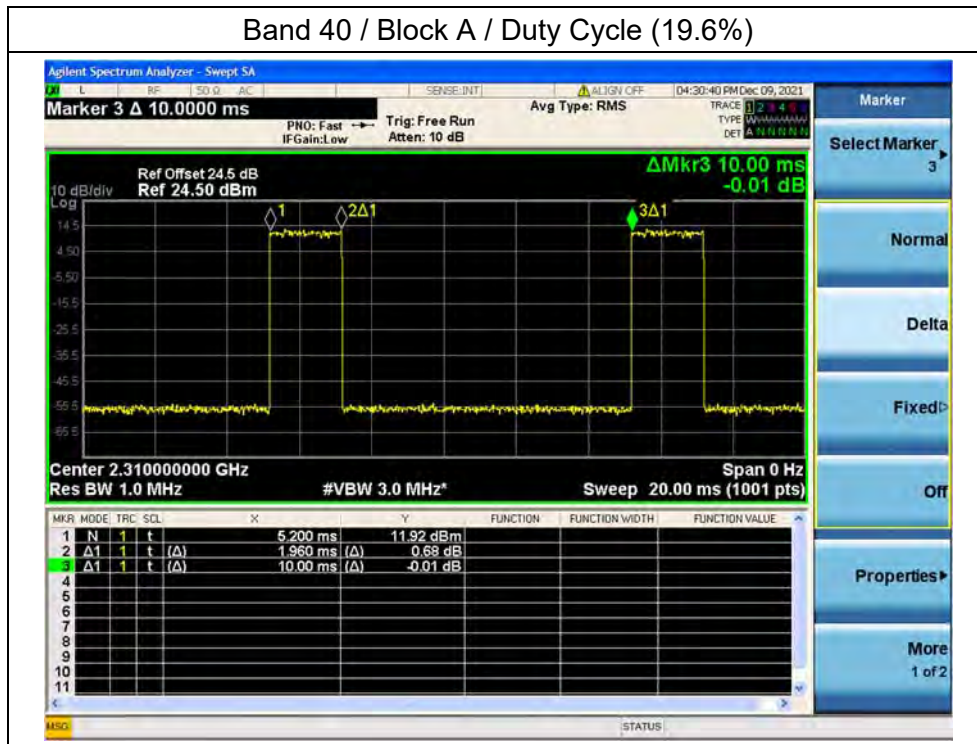 Band 40 / Block A / Duty Cycle (19.6%)
Agilent Spectrum Analyzer - Swept SA
L RF 50 Ω AC SENSE:INT ALIGN OFF 04:30:40 PM Dec 09, 2021
Marker 3 Δ 10.0000 ms
PNO: Fast
IFGain:Low
Trig: Free Run
Atten: 10 dB
Avg Type: RMS
TRACE 1 2 3 4 5
TYPE
DET A N N N N N
Marker
Select Marker
3
Normal
Delta
Fixed
Off
Properties
More
1 of 2
ΔMkr3 10.00 ms
-0.01 dB
Ref Offset 24.5 dB
10 dB/div Ref 24.50 dBm
Log
14.5
4.50
-5.50
-15.5
-25.5
-35.5
-45.5
-55.5
-65.5
1
2Δ1
3Δ1
Center 2.310000000 GHz Span 0 Hz
Res BW 1.0 MHz #VBW 3.0 MHz* Sweep 20.00 ms (1001 pts)
MKR MODE TRC SCL X Y FUNCTION FUNCTION WIDTH FUNCTION VALUE
1 N 1 t 5.200 ms 11.92 dBm
2 Δ1 1 t (Δ) 1.960 ms (Δ) 0.68 dB
3 Δ1 1 t (Δ) 10.00 ms (Δ) -0.01 dB
4
5
6
7
8
9
10
11
MSG STATUS